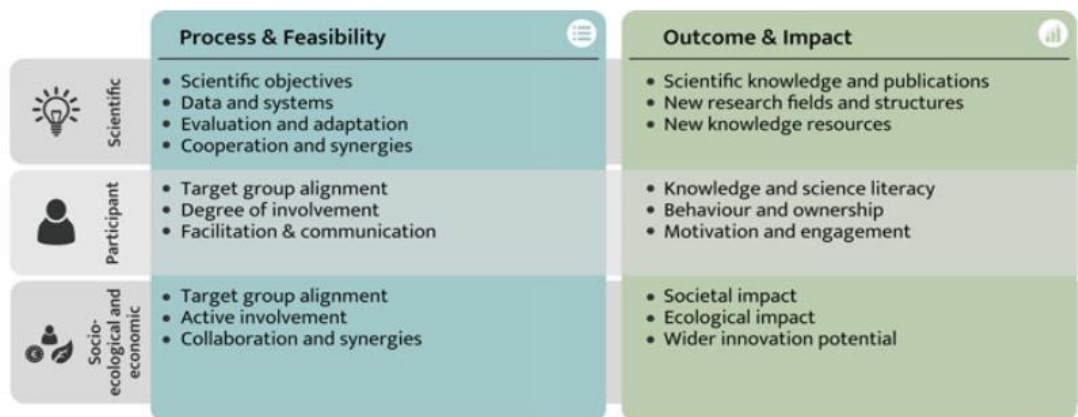 Process & Feasibility
Outcome & Impact
Scientific
• Scientific objectives
• Data and systems
• Evaluation and adaptation
• Cooperation and synergies
• Scientific knowledge and publications
• New research fields and structures
• New knowledge resources
Participant
• Target group alignment
• Degree of involvement
• Facilitation & communication
• Knowledge and science literacy
• Behaviour and ownership
• Motivation and engagement
Socio-
ecological and
economic
• Target group alignment
• Active involvement
• Collaboration and synergies
• Societal impact
• Ecological impact
• Wider innovation potential